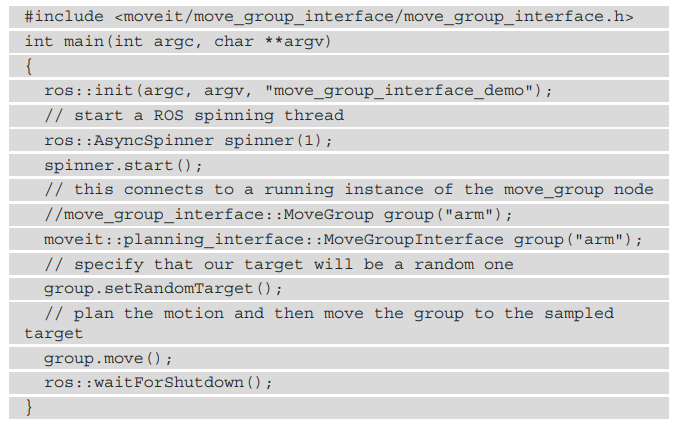 #include <moveit/move_group_interface/move_group_interface.h>
int main(int argc, char **argv)
{
  ros::init(argc, argv, "move_group_interface_demo");
  // start a ROS spinning thread
  ros::AsyncSpinner spinner(1);
  spinner.start();
  // this connects to a running instance of the move_group node
  //move_group_interface::MoveGroup group("arm");
  moveit::planning_interface::MoveGroupInterface group("arm");
  // specify that our target will be a random one
  group.setRandomTarget();
  // plan the motion and then move the group to the sampled
target
  group.move();
  ros::waitForShutdown();
}